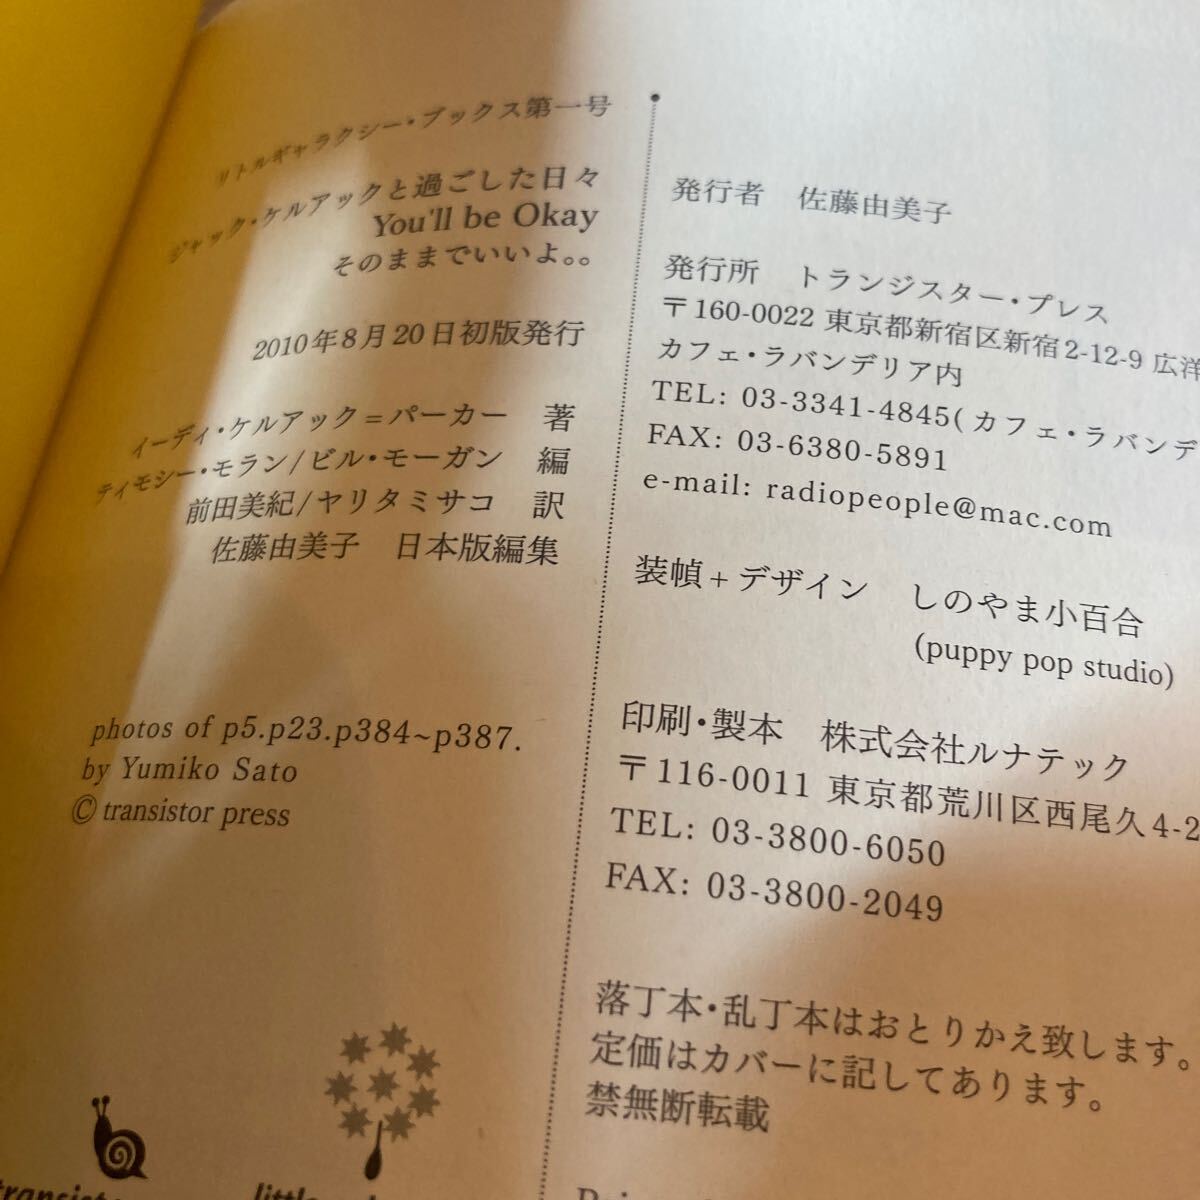 リトルギャラクシー・ブックス第一号
ジャック・ケルアックと過ごした日々
You'll be Okay
そのままでいいよ。。
2010年8月20日初版発行
イーディ・ケルアック=パーカー 著
ティモシー・モラン/ビル・モーガン 編
前田美紀/ヤリタミサコ 訳
佐藤由美子 日本版編集
photos of p5.p23.p384~p387.
by Yumiko Sato
© transistor press
発行者 佐藤由美子
発行所 トランジスター・プレス
〒160-0022 東京都新宿区新宿2-12-9 広洋
カフェ・ラバンデリア内
TEL: 03-3341-4845(カフェ・ラバンデ
FAX: 03-6380-5891
e-mail: radiopeople@mac.com
装幀+デザイン しのやま小百合
(puppy pop studio)
印刷・製本 株式会社ルナテック
〒116-0011 東京都荒川区西尾久4-2
TEL: 03-3800-6050
FAX: 03-3800-2049
落丁本・乱丁本はおとりかえ致します。
定価はカバーに記してあります。
禁無断転載